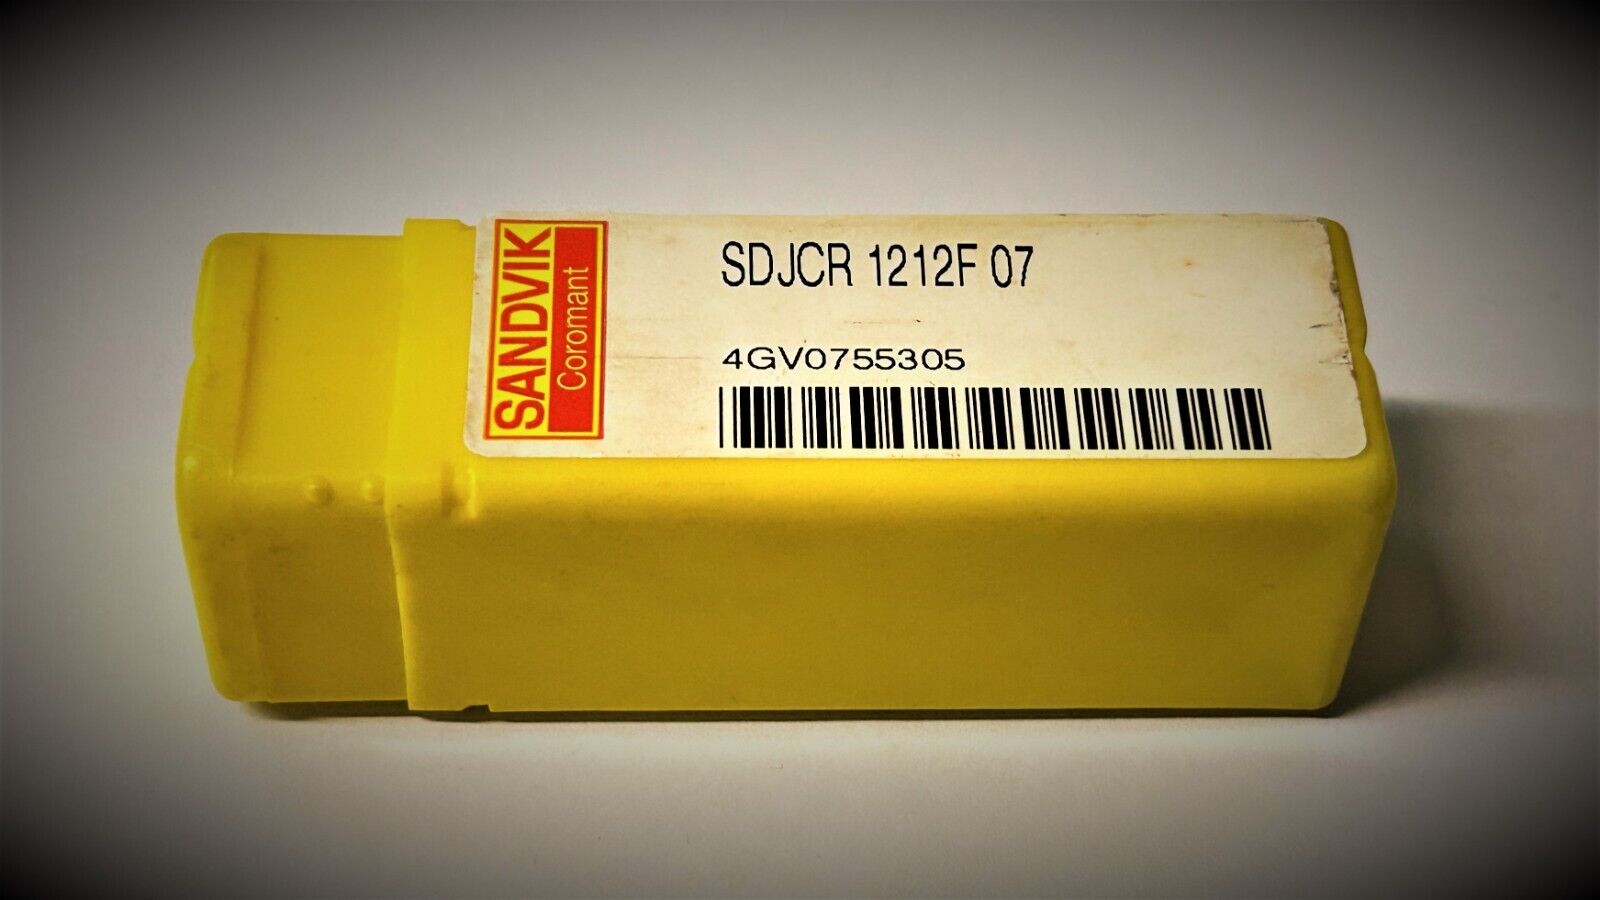 SANDVIK
Coromant
SDJCR 1212F 07
4GV0755305